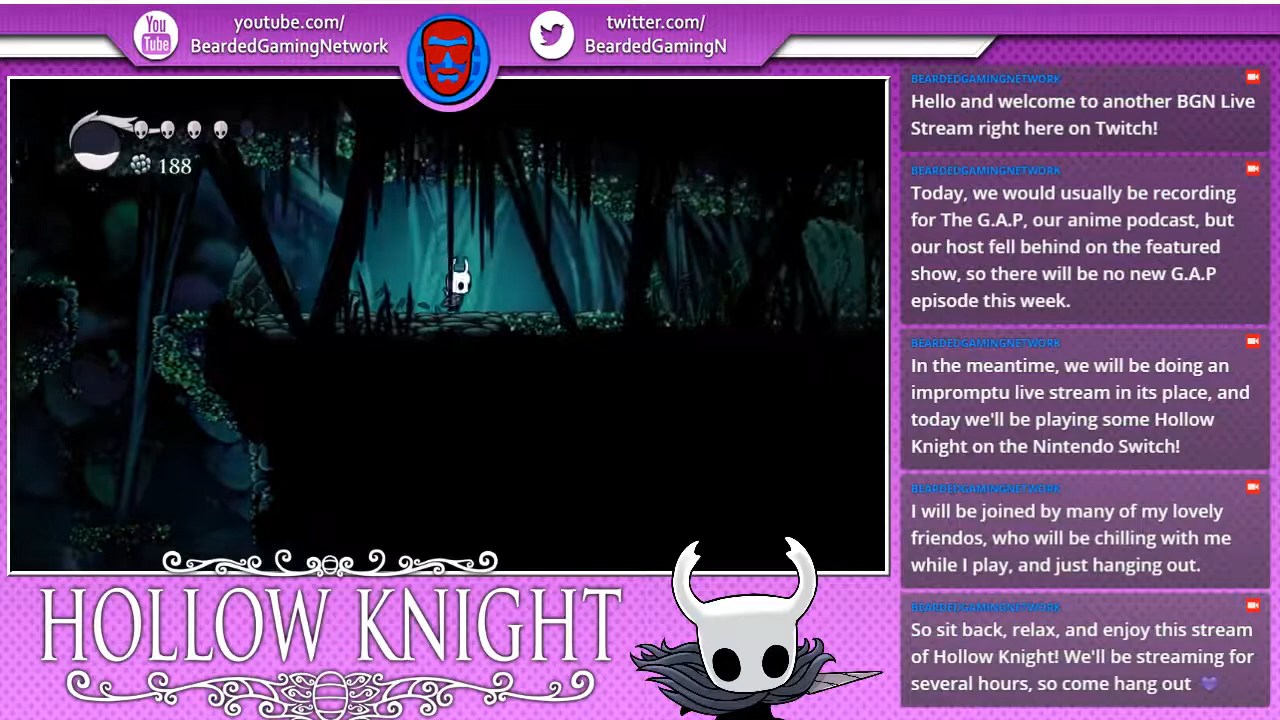 youtube.com/
BeardedGamingNetwork
You
Tube
twitter.com/
BeardedGamingN
188
HOLLOW KNIGHT
BEARDEDGAMINGNETWORK
Hello and welcome to another BGN Live
Stream right here on Twitch!
BEARDEDGAMINGNETWORK
Today, we would usually be recording
for The G.A.P, our anime podcast, but
our host fell behind on the featured
show, so there will be no new G.A.P
episode this week.
BEARDEDGAMINGNETWORK
In the meantime, we will be doing an
impromptu live stream in its place, and
today we'll be playing some Hollow
Knight on the Nintendo Switch!
BEARDEDGAMINGNETWORK
I will be joined by many of my lovely
friendos, who will be chilling with me
while I play, and just hanging out.
BEARDEDGAMINGNETWORK
So sit back, relax, and enjoy this stream
of Hollow Knight! We'll be streaming for
several hours, so come hang out 💜